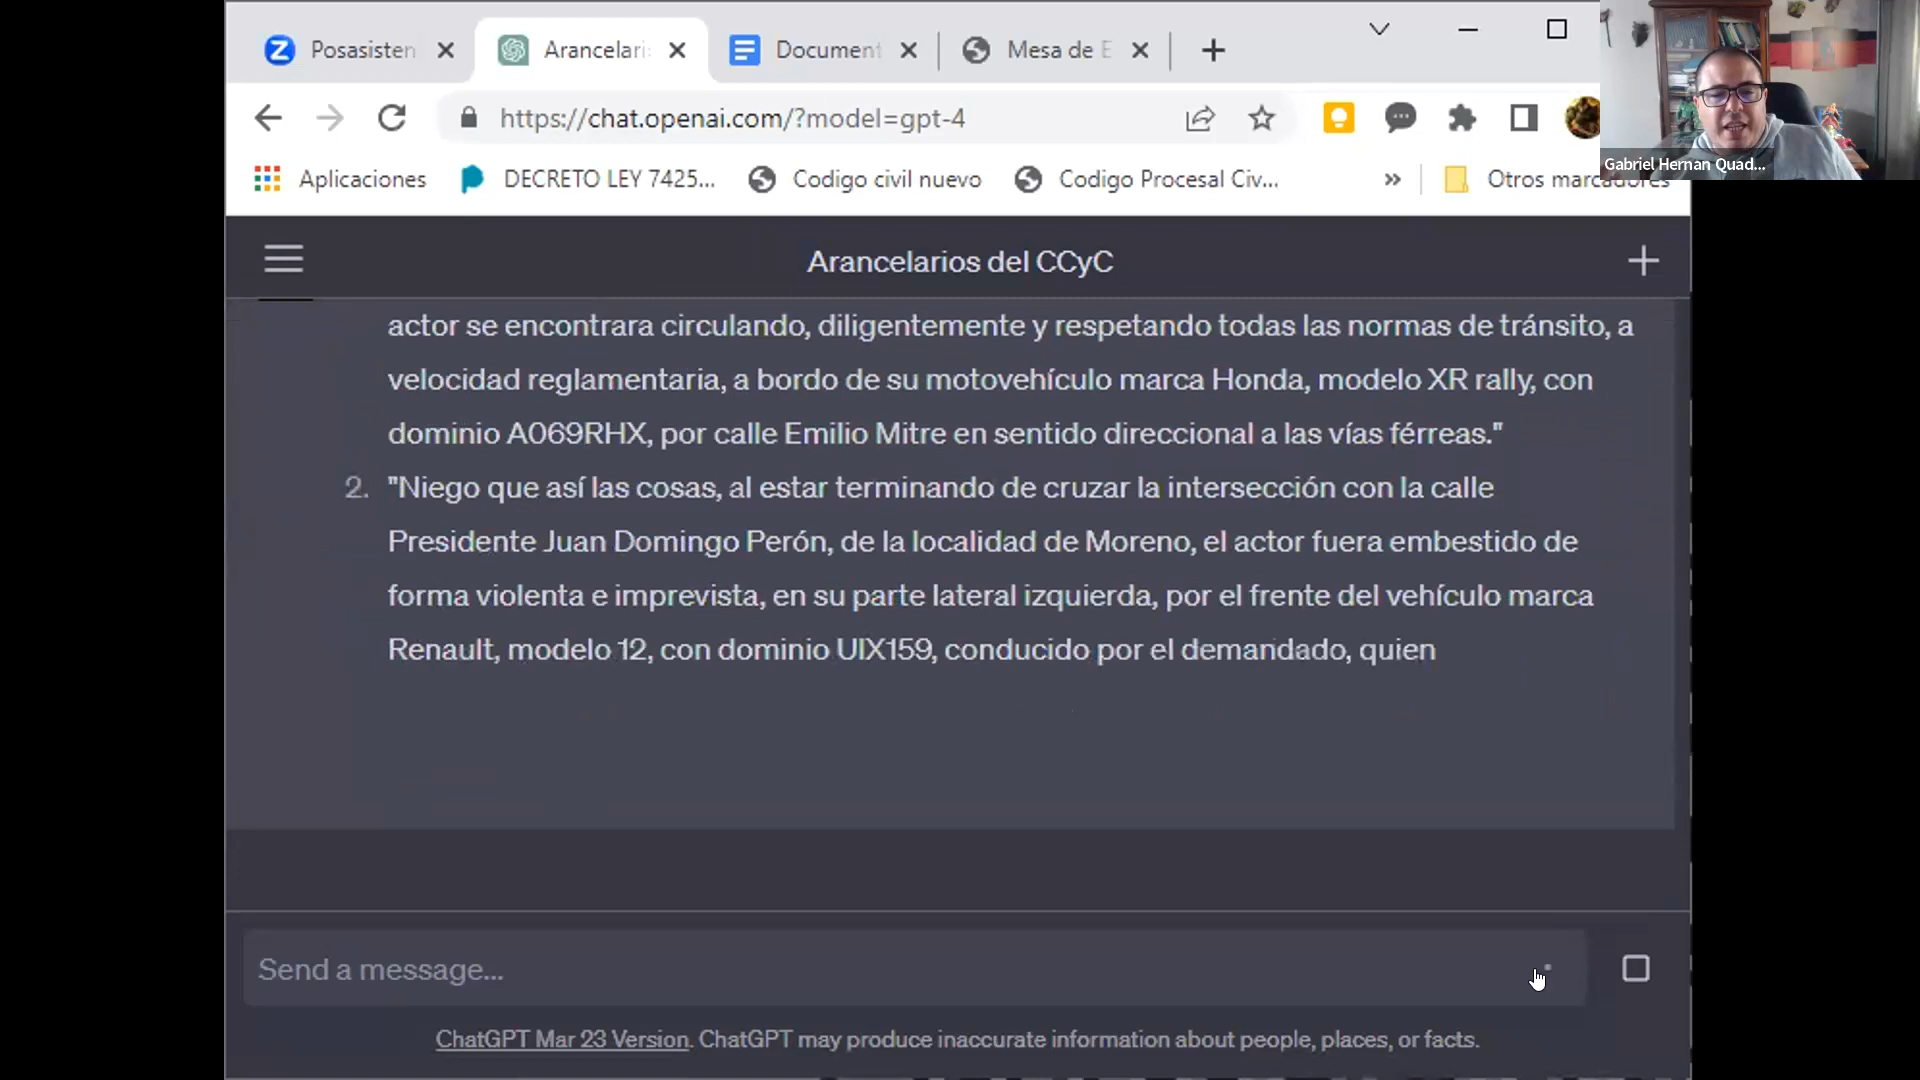 Posasisten
Arancelari
Document
Mesa de E
https://chat.openai.com/?model=gpt-4
Gabriel Hernan Quad...
Aplicaciones
DECRETO LEY 7425...
Codigo civil nuevo
Codigo Procesal Civ...
»
Otros marcadores
Arancelarios del CCyC
actor se encontrara circulando, diligentemente y respetando todas las normas de tránsito, a
velocidad reglamentaria, a bordo de su motovehículo marca Honda, modelo XR rally, con
dominio A069RHX, por calle Emilio Mitre en sentido direccional a las vías férreas."
2. "Niego que así las cosas, al estar terminando de cruzar la intersección con la calle
Presidente Juan Domingo Perón, de la localidad de Moreno, el actor fuera embestido de
forma violenta e imprevista, en su parte lateral izquierda, por el frente del vehículo marca
Renault, modelo 12, con dominio UIX159, conducido por el demandado, quien
Send a message...
ChatGPT Mar 23 Version. ChatGPT may produce inaccurate information about people, places, or facts.